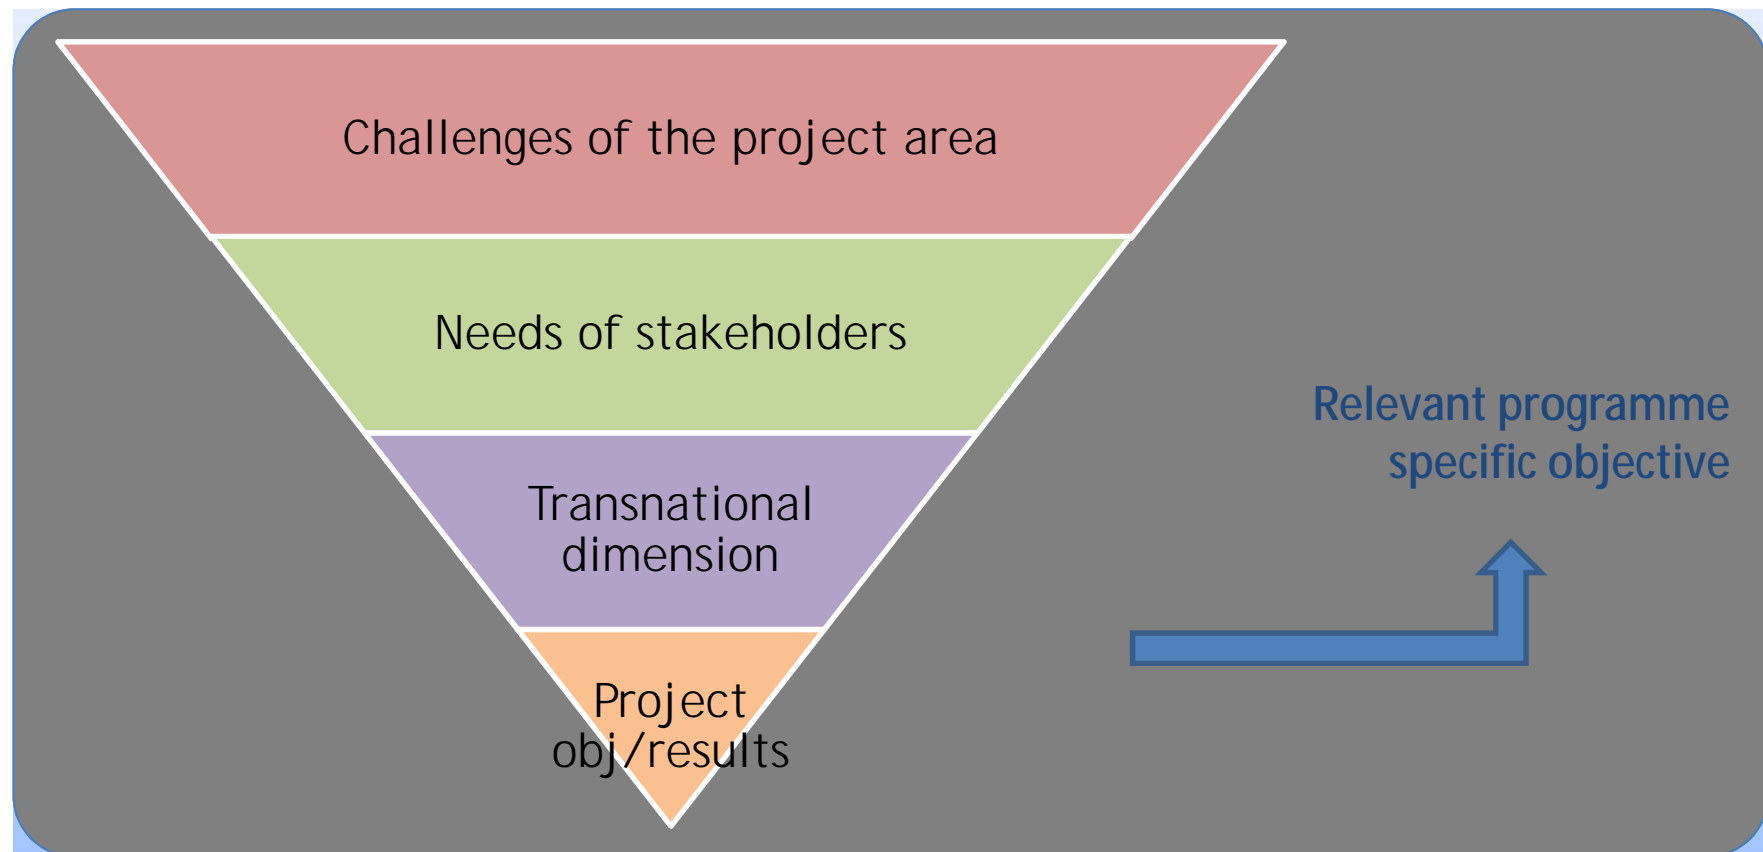 Challenges of the project area
Needs of stakeholders
Relevant programme
specific objective
Transnational
dimension
Project
obj/results